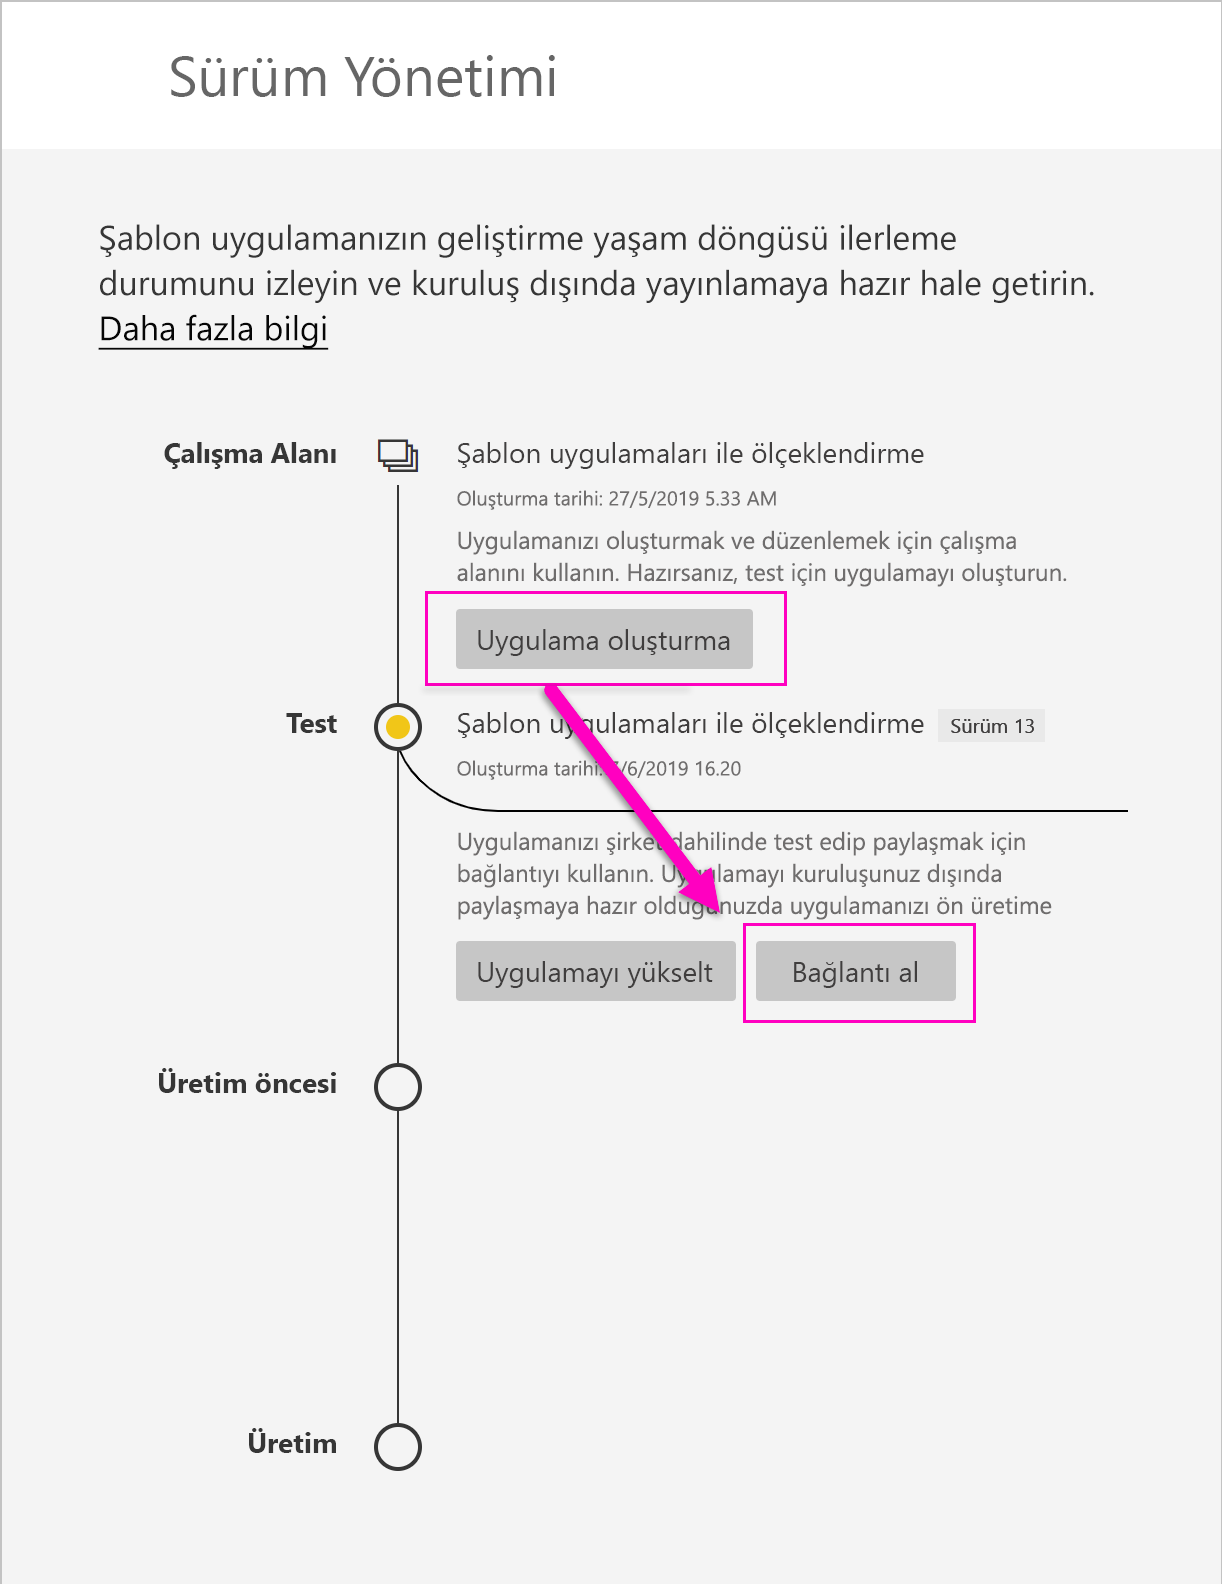 Sürüm Yönetimi
Şablon uygulamanızın geliştirme yaşam döngüsü ilerleme
durumunu izleyin ve kuruluş dışında yayınlamaya hazır hale getirin.
Daha fazla bilgi
Çalışma Alanı
Şablon uygulamaları ile ölçeklendirme
Oluşturma tarihi: 27/5/2019 5.33 AM
Uygulamanızı oluşturmak ve düzenlemek için çalışma
alanını kullanın. Hazırsanız, test için uygulamayı oluşturun.
Uygulama oluşturma
Test
Şablon uygulamaları ile ölçeklendirme Sürüm 13
Oluşturma tarihi: /6/2019 16.20
Uygulamanızı şirket dahilinde test edip paylaşmak için
bağlantıyı kullanın. Uygulamayı kuruluşunuz dışında
paylaşmaya hazır olduğunuzda uygulamanızı ön üretime
Uygulamayı yükselt
Bağlantı al
Üretim öncesi
Üretim